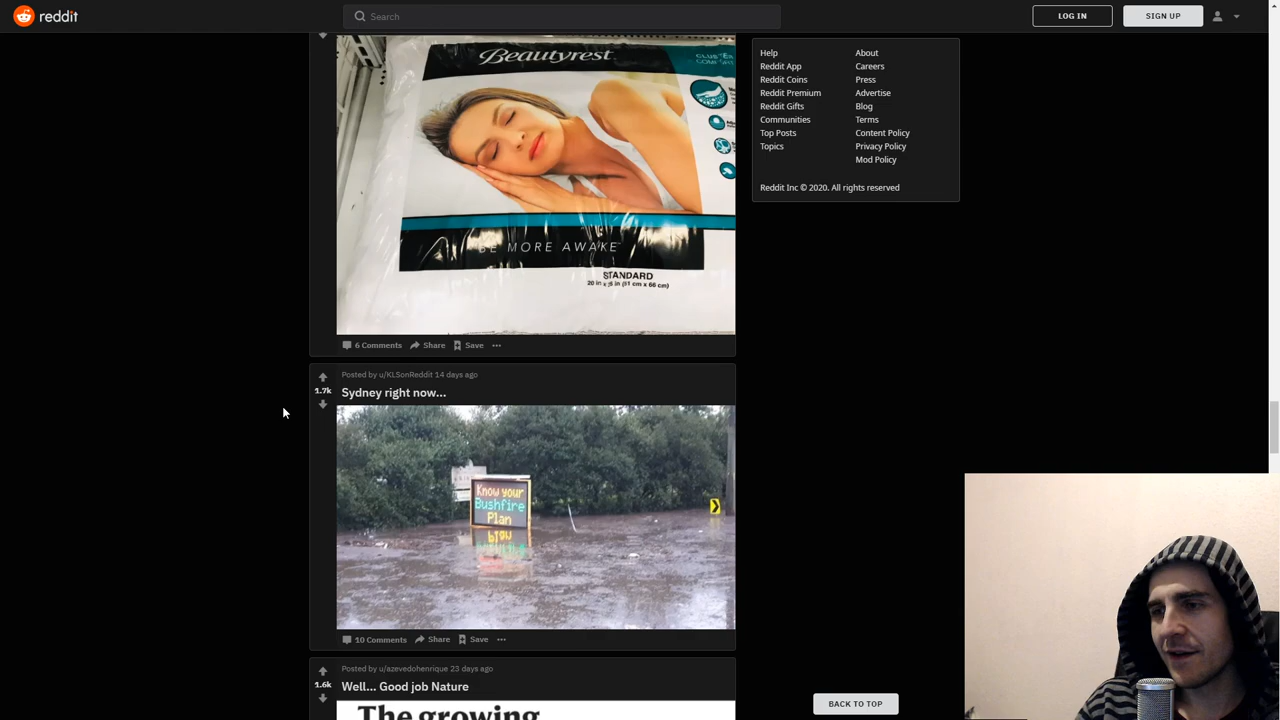 reddit
Search
LOG IN
SIGN UP
Beautyrest
BE MORE AWAKE
STANDARD
6 Comments
Share
Save
Posted by u/KLSonReddit 14 days ago
1.7k
Sydney right now...
Know your
Bushfire
Plan
10 Comments
Share
Save
Posted by u/azevedohenrique 23 days ago
1.6k
Well... Good job Nature
The growing
Help
About
Reddit App
Careers
Reddit Coins
Press
Reddit Premium
Advertise
Reddit Gifts
Blog
Communities
Terms
Top Posts
Content Policy
Topics
Privacy Policy
Mod Policy
Reddit Inc © 2020. All rights reserved
BACK TO TOP